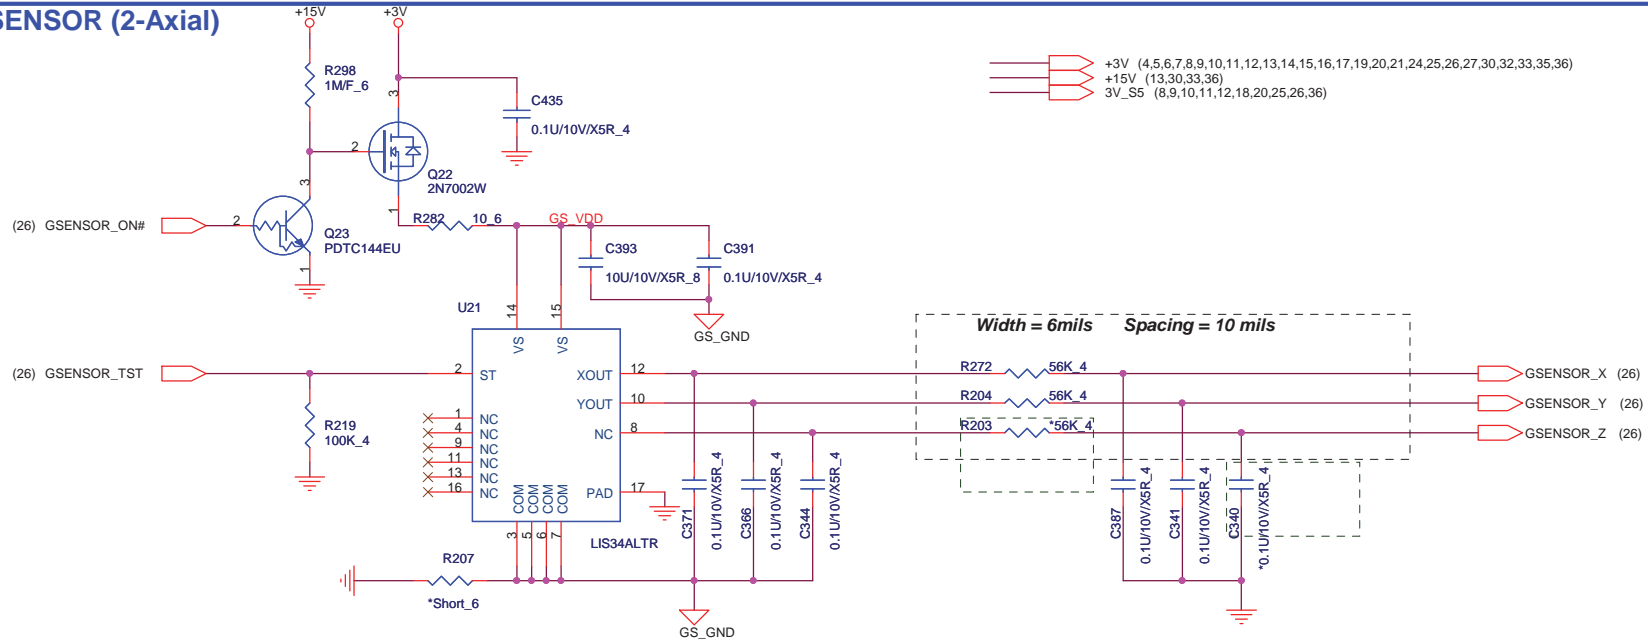 SENSOR (2-Axial)
+15V
+3V
R298
1M/F_6
3
C435
0.1U/10V/X5R_4
+3V (4,5,6,7,8,9,10,11,12,13,14,15,16,17,19,20,21,24,25,26,27,30,32,33,35,36)
+15V (13,30,33,36)
3V_S5 (8,9,10,11,12,18,20,25,26,36)
2
Q22
2N7002W
3
1
(26) GSENSOR_ON#
2
Q23
PDTC144EU
1
R282
10_6
GS_VDD
C393
10U/10V/X5R_8
C391
0.1U/10V/X5R_4
GS_GND
U21
14
15
VS
VS
Width = 6mils Spacing = 10 mils
(26) GSENSOR_TST
2
ST
XOUT
12
R272
56K_4
GSENSOR_X (26)
YOUT
10
R204
56K_4
GSENSOR_Y (26)
NC
8
R203
*56K_4
GSENSOR_Z (26)
R219
100K_4
1
NC
4
NC
9
NC
11
NC
13
NC
16
NC
COM
COM
COM
COM
PAD
17
3
5
6
7
LIS34ALTR
C371
0.1U/10V/X5R_4
C366
0.1U/10V/X5R_4
C344
0.1U/10V/X5R_4
C387
0.1U/10V/X5R_4
C341
0.1U/10V/X5R_4
C340
*0.1U/10V/X5R_4
R207
*Short_6
GS_GND